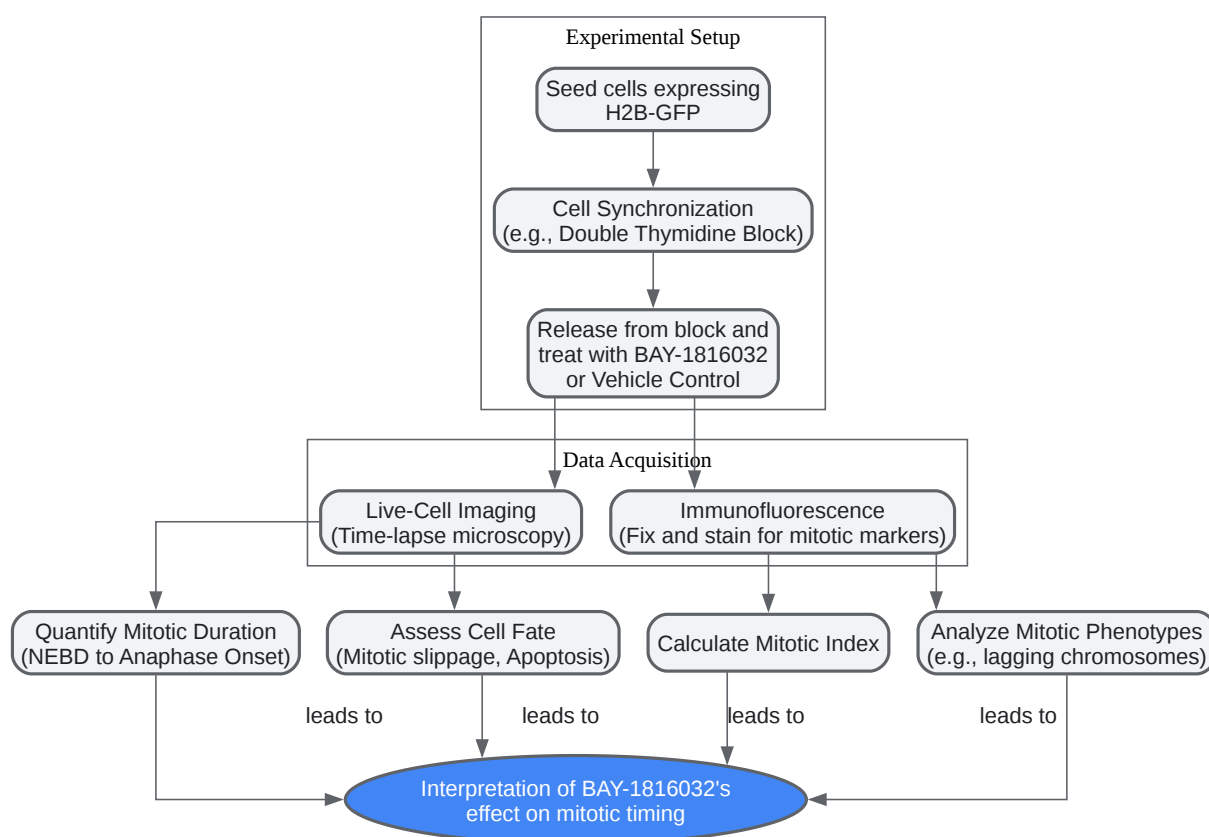 Experimental Setup
Seed cells expressing
H2B-GFP
Cell Synchronization
(e.g., Double Thymidine Block)
Release from block and
treat with BAY-1816032
or Vehicle Control
Data Acquisition
Live-Cell Imaging
(Time-lapse microscopy)
Immunofluorescence
(Fix and stain for mitotic markers)
Quantify Mitotic Duration
(NEBD to Anaphase Onset)
Assess Cell Fate
(Mitotic slippage, Apoptosis)
Calculate Mitotic Index
Analyze Mitotic Phenotypes
(e.g., lagging chromosomes)
leads to
leads to
leads to
leads to
Interpretation of BAY-1816032's
effect on mitotic timing